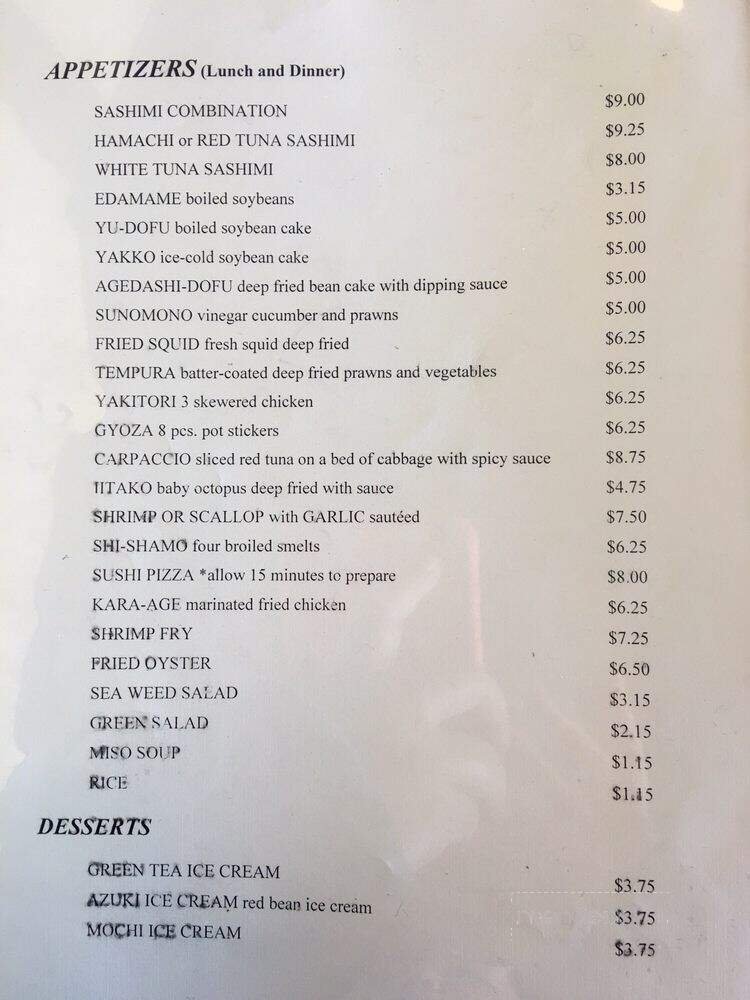 APPETIZERS (Lunch and Dinner)
SASHIMI COMBINATION $9.00
HAMACHI or RED TUNA SASHIMI $9.25
WHITE TUNA SASHIMI $8.00
EDAMAME boiled soybeans $3.15
YU-DOFU boiled soybean cake $5.00
YAKKO ice-cold soybean cake $5.00
AGEDASHI-DOFU deep fried bean cake with dipping sauce $5.00
SUNOMONO vinegar cucumber and prawns $5.00
FRIED SQUID fresh squid deep fried $6.25
TEMPURA batter-coated deep fried prawns and vegetables $6.25
YAKITORI 3 skewered chicken $6.25
GYOZA 8 pcs. pot stickers $6.25
CARPACCIO sliced red tuna on a bed of cabbage with spicy sauce $8.75
IITAKO baby octopus deep fried with sauce $4.75
SHRIMP OR SCALLOP with GARLIC sautéed $7.50
SHI-SHAMO four broiled smelts $6.25
SUSHI PIZZA *allow 15 minutes to prepare $8.00
KARA-AGE marinated fried chicken $6.25
SHRIMP FRY $7.25
FRIED OYSTER $6.50
SEA WEED SALAD $3.15
GREEN SALAD $2.15
MISO SOUP $1.15
RICE $1.15
DESSERTS
GREEN TEA ICE CREAM $3.75
AZUKI ICE CREAM red bean ice cream $3.75
MOCHI ICE CREAM $3.75